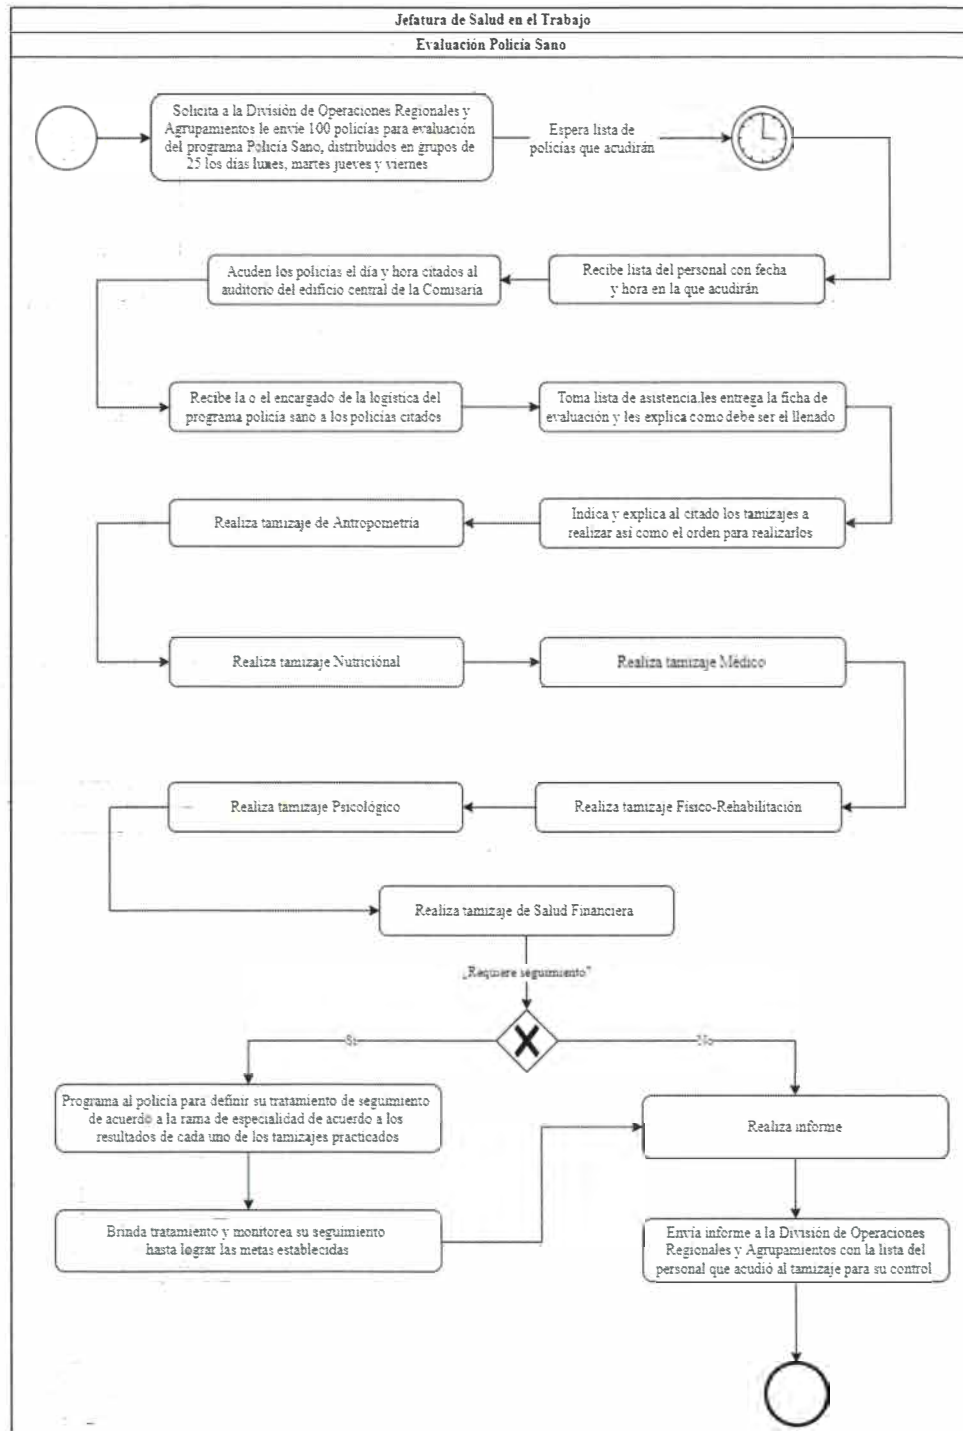 Jefatura de Salud en el Trabajo
Evaluación Policía Sano
Solicita a la División de Operaciones Regionales y
Agrupamientos le envie 100 policías para evaluación
del programa Policía Sano, distribuidos en grupos de
25 los días lunes, martes jueves y viernes
Espera lista de
policías que acudirán
Recibe lista del personal con fecha
y hora en la que acudirán
Acuden los policías el día y hora citados al
auditorio del edificio central de la Comisaría
Recibe la o el encargado de la logística del
programa policía sano a los policías citados
Toma lista de asistencia,les entrega la ficha de
evaluación y les explica como debe ser el llenado
Indica y explica al citado los tamizajes a
realizar así como el orden para realizarlos
Realiza tamizaje de Antropometría
Realiza tamizaje Nutriciónal
Realiza tamizaje Médico
Realiza tamizaje Físico-Rehabilitación
Realiza tamizaje Psicológico
Realiza tamizaje de Salud Financiera
¿Requiere seguimiento?
Si
No
Programa al policía para definir su tratamiento de seguimiento
de acuerdo a la rama de especialidad de acuerdo a los
resultados de cada uno de los tamizajes practicados
Realiza informe
Brinda tratamiento y monitorea su seguimiento
hasta lograr las metas establecidas
Envía informe a la División de Operaciones
Regionales y Agrupamientos con la lista del
personal que acudió al tamizaje para su control